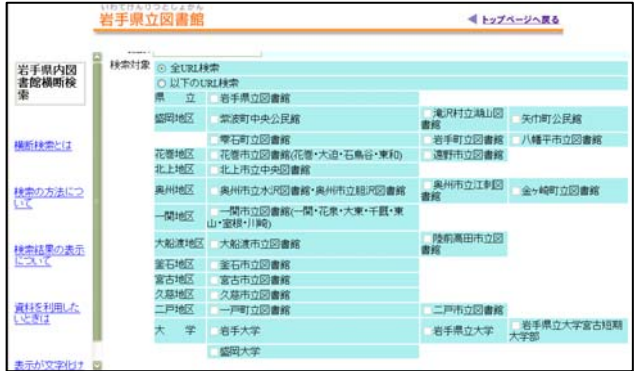 いわてけんりつとしょかん
岩手県立図書館
トップページへ戻る
岩手県内図
書館横断検
索
横断検索とは
検索の方法につ
いて
検索結果の表示
について
資料を利用した
いときは
表示が文字化け
検索対象 全URL検索
以下のURL検索
県 立 岩手県立図書館
盛岡地区 紫波町中央公民館 滝沢村立湖山図
書館 矢巾町公民館
雫石町立図書館 岩手町立図書館 八幡平市立図書館
花巻地区 花巻市立図書館(花巻・大迫・石鳥谷・東和) 遠野市立図書館
北上地区 北上市立中央図書館
奥州地区 奥州市立水沢図書館・奥州市立胆沢図書館 奥州市立江刺図
書館 金ヶ崎町立図書館
一関地区 一関市立図書館(一関・花泉・大東・千厩・東
山・室根・川崎)
大船渡地区 大船渡市立図書館 陸前高田市立図
書館
釜石地区 釜石市立図書館
宮古地区 宮古市立図書館
久慈地区 久慈市立図書館
二戸地区 一戸町立図書館 二戸市立図書館
大 学 岩手大学 岩手県立大学 岩手県立大学宮古短期
大学部
盛岡大学